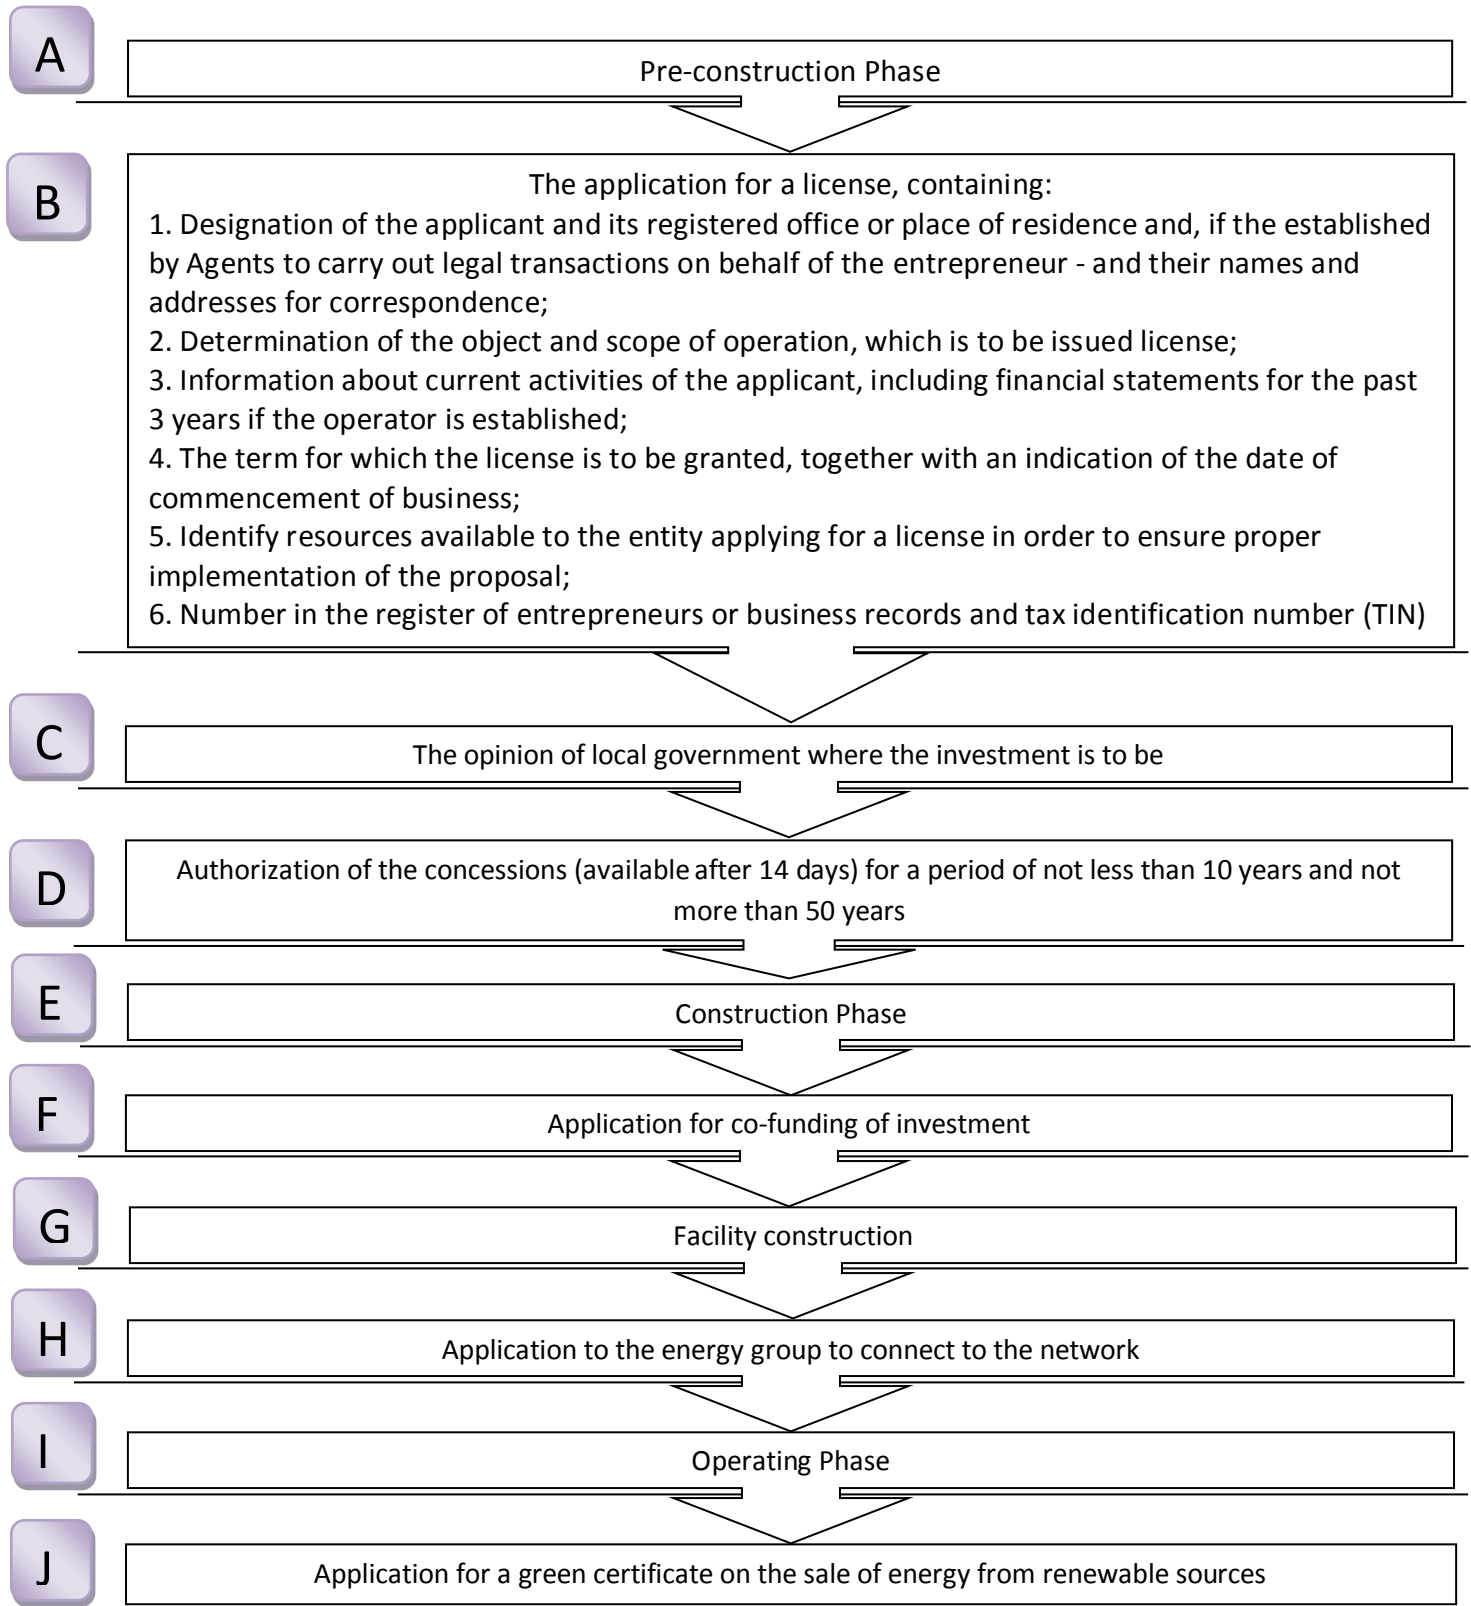 A
Pre-construction Phase
B
The application for a license, containing:
1. Designation of the applicant and its registered office or place of residence and, if the established
by Agents to carry out legal transactions on behalf of the entrepreneur - and their names and
addresses for correspondence;
2. Determination of the object and scope of operation, which is to be issued license;
3. Information about current activities of the applicant, including financial statements for the past
3 years if the operator is established;
4. The term for which the license is to be granted, together with an indication of the date of
commencement of business;
5. Identify resources available to the entity applying for a license in order to ensure proper
implementation of the proposal;
6. Number in the register of entrepreneurs or business records and tax identification number (TIN)
C
The opinion of local government where the investment is to be
D
Authorization of the concessions (available after 14 days) for a period of not less than 10 years and not
more than 50 years
E
Construction Phase
F
Application for co-funding of investment
G
Facility construction
H
Application to the energy group to connect to the network
I
Operating Phase
J
Application for a green certificate on the sale of energy from renewable sources